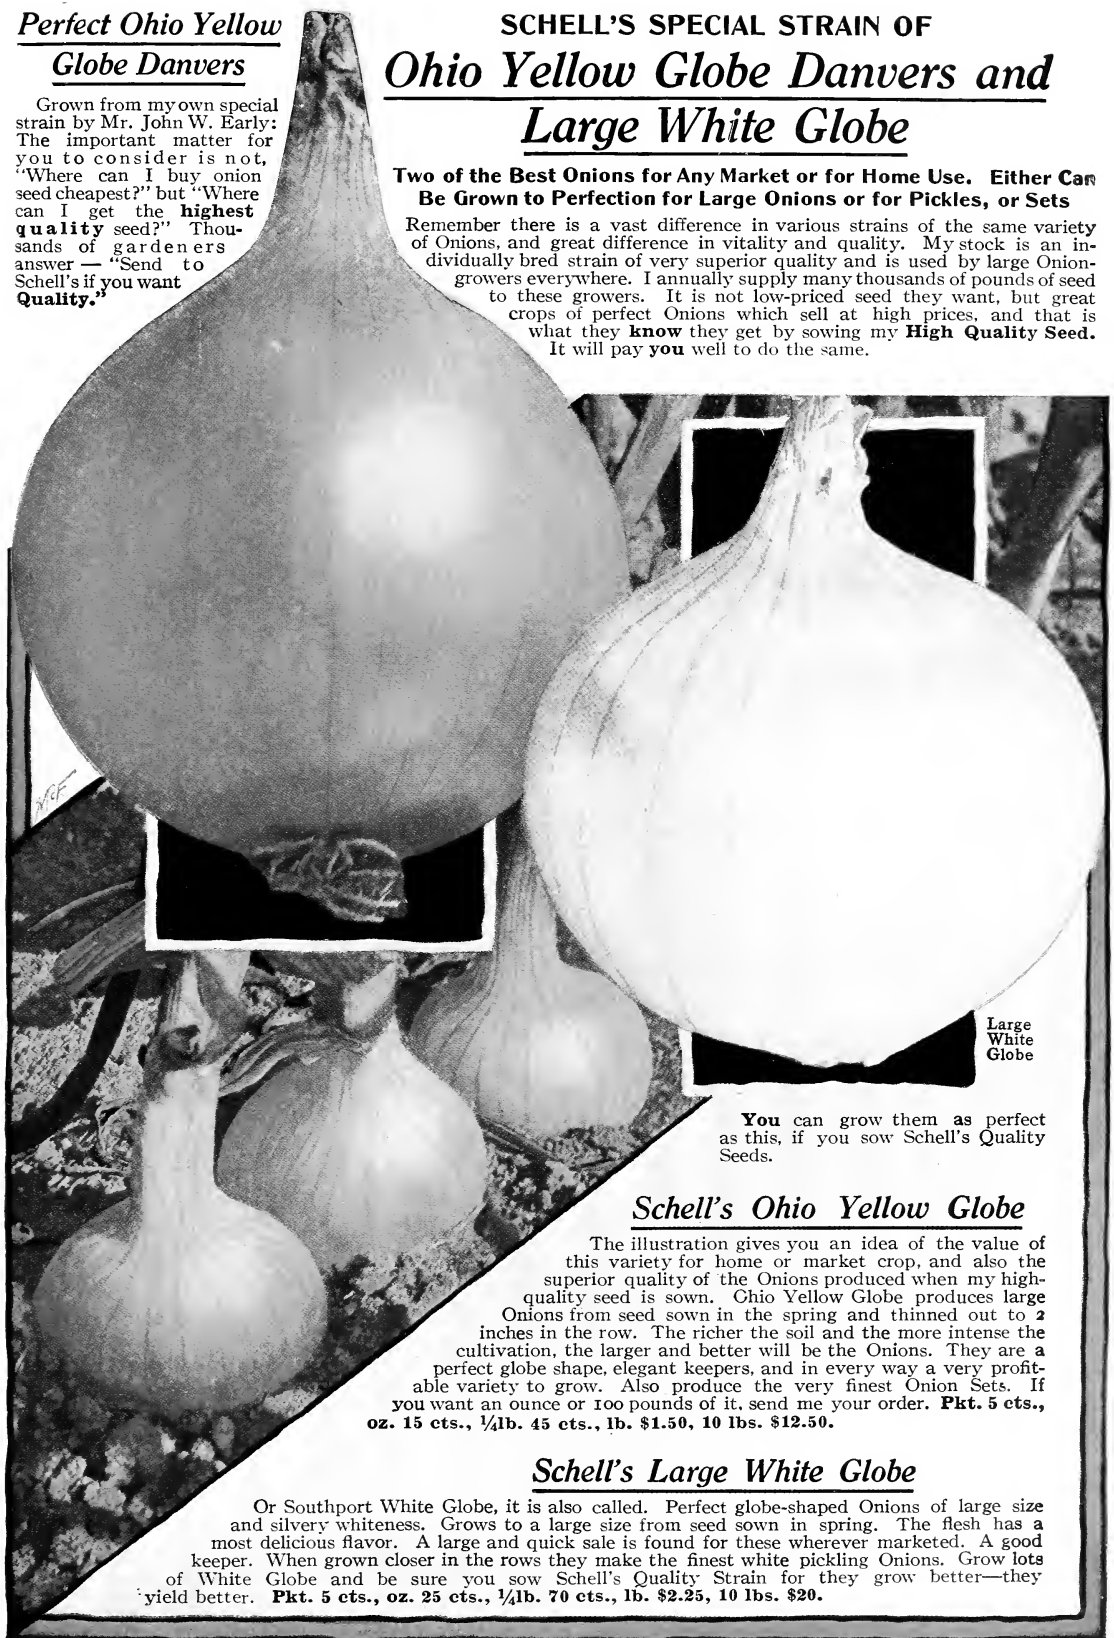 Perfect Ohio Yellow
Globe Danvers
Grown from my own special
strain by Mr. John W. Early:
The important matter for
you to consider is not,
"Where can I buy onion
seed cheapest?" but "Where
can I get the highest
quality seed?" Thou-
sands of gardeners
answer — "Send to
Schell's if you want
Quality."
SCHELL'S SPECIAL STRAIN OF
Ohio Yellow Globe Danvers and
Large White Globe
Two of the Best Onions for Any Market or for Home Use. Either Can
Be Grown to Perfection for Large Onions or for Pickles, or Sets
Remember there is a vast difference in various strains of the same variety
of Onions, and great difference in vitality and quality. My stock is an in-
dividually bred strain of very superior quality and is used by large Onion-
growers everywhere. I annually supply many thousands of pounds of seed
to these growers. It is not low-priced seed they want, but great
crops of perfect Onions which sell at high prices, and that is
what they know they get by sowing my High Quality Seed.
It will pay you well to do the same.
McF
Large
White
Globe
You can grow them as perfect
as this, if you sow Schell's Quality
Seeds.
Schell's Ohio Yellow Globe
The illustration gives you an idea of the value of
this variety for home or market crop, and also the
superior quality of the Onions produced when my high-
quality seed is sown. Ohio Yellow Globe produces large
Onions from seed sown in the spring and thinned out to 2
inches in the row. The richer the soil and the more intense the
cultivation, the larger and better will be the Onions. They are a
perfect globe shape, elegant keepers, and in every way a very profit-
able variety to grow. Also produce the very finest Onion Sets. If
you want an ounce or 100 pounds of it, send me your order. Pkt. 5 cts.,
oz. 15 cts., ¼lb. 45 cts., lb. $1.50, 10 lbs. $12.50.
Schell's Large White Globe
Or Southport White Globe, it is also called. Perfect globe-shaped Onions of large size
and silvery whiteness. Grows to a large size from seed sown in spring. The flesh has a
most delicious flavor. A large and quick sale is found for these wherever marketed. A good
keeper. When grown closer in the rows they make the finest white pickling Onions. Grow lots
of White Globe and be sure you sow Schell's Quality Strain for they grow better—they
yield better. Pkt. 5 cts., oz. 25 cts., ¼lb. 70 cts., lb. $2.25, 10 lbs. $20.